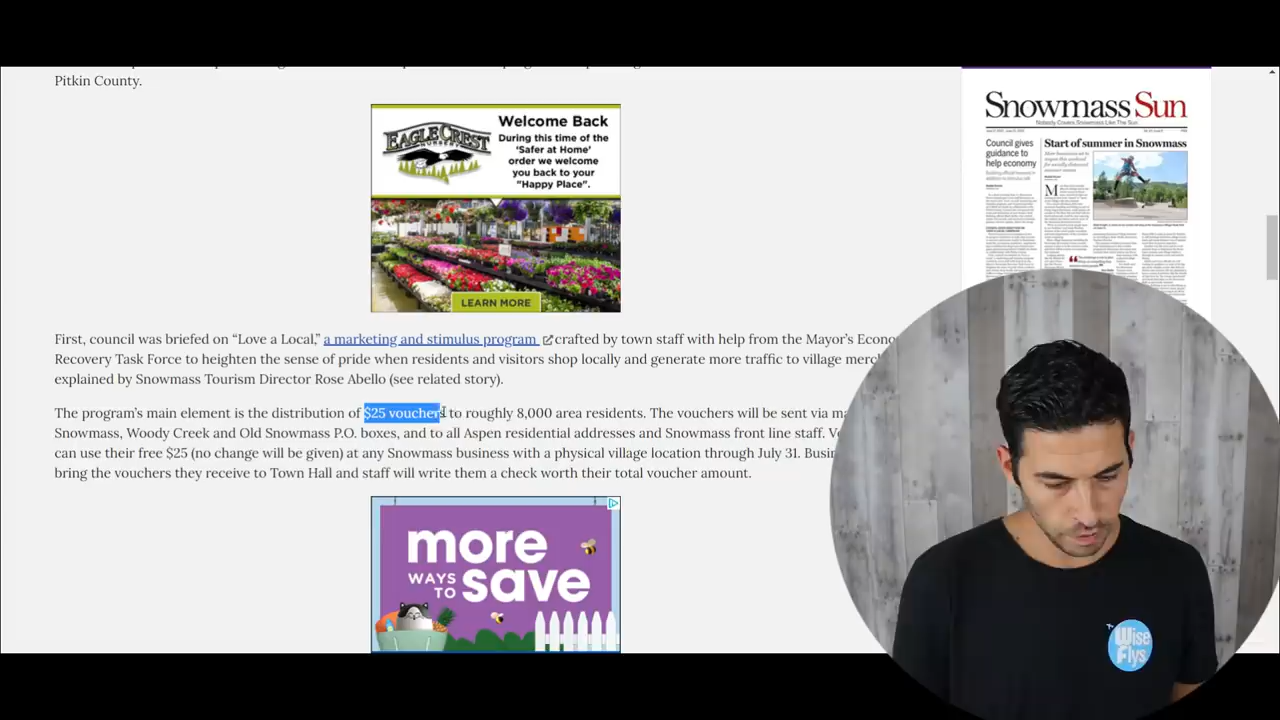 Pitkin County.
EAGLE CREST
NURSERY
Welcome Back
During this time of the
'Safer at Home'
order we welcome
you back to your
"Happy Place".
LEARN MORE
Snowmass Sun
Nobody Covers Snowmass Like The Sun
Council gives
guidance to
help economy
Start of summer in Snowmass
First, council was briefed on “Love a Local,” a marketing and stimulus program crafted by town staff with help from the Mayor’s
Recovery Task Force to heighten the sense of pride when residents and visitors shop locally and generate more traffic to village
explained by Snowmass Tourism Director Rose Abello (see related story).
The program’s main element is the distribution of $25 vouchers to roughly 8,000 area residents. The vouchers will be sent via
Snowmass, Woody Creek and Old Snowmass P.O. boxes, and to all Aspen residential addresses and Snowmass front line staff.
can use their free $25 (no change will be given) at any Snowmass business with a physical village location through July 31.
bring the vouchers they receive to Town Hall and staff will write them a check worth their total voucher amount.
more
WAYS TO
save
Wise
Flys